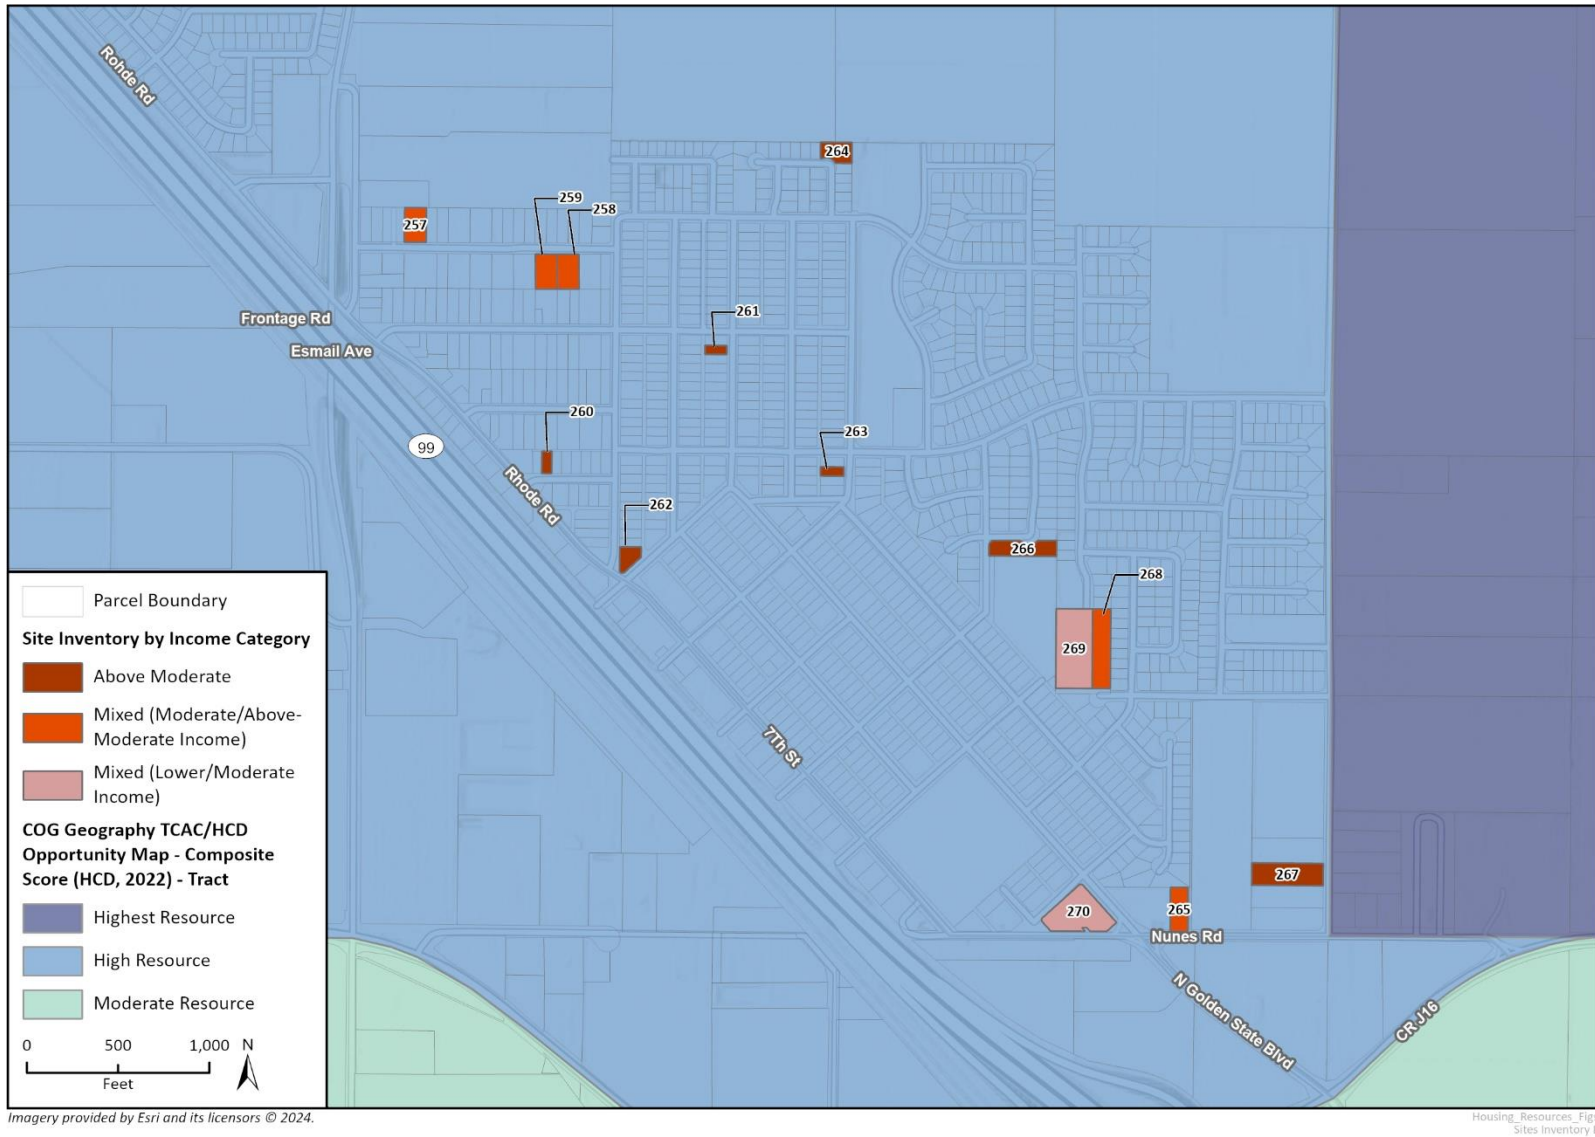 Rohde Rd
264
259
258
257
261
Frontage Rd
Esmail Ave
260
263
99
Rhode Rd
262
266
268
269
7Th St
267
270
265
Nunes Rd
N Golden State Blvd
CR J16
Parcel Boundary
Site Inventory by Income Category
Above Moderate
Mixed (Moderate/Above-
Moderate Income)
Mixed (Lower/Moderate
Income)
COG Geography TCAC/HCD
Opportunity Map - Composite
Score (HCD, 2022) - Tract
Highest Resource
High Resource
Moderate Resource
0 500 1,000 N
Feet
Imagery provided by Esri and its licensors © 2024.
Housing_Resources_Figs
Sites Inventory